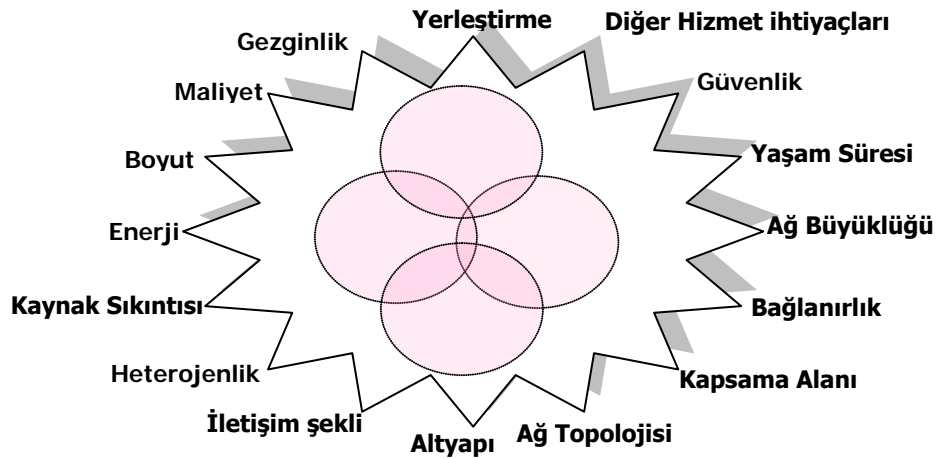 Yerleştirme
Diğer Hizmet ihtiyaçları
Gezginlik
Güvenlik
Maliyet
Boyut
Yaşam Süresi
Enerji
Ağ Büyüklüğü
Kaynak Sıkıntısı
Bağlanırlık
Heterojenlik
Kapsama Alanı
İletişim şekli
Altyapı
Ağ Topolojisi